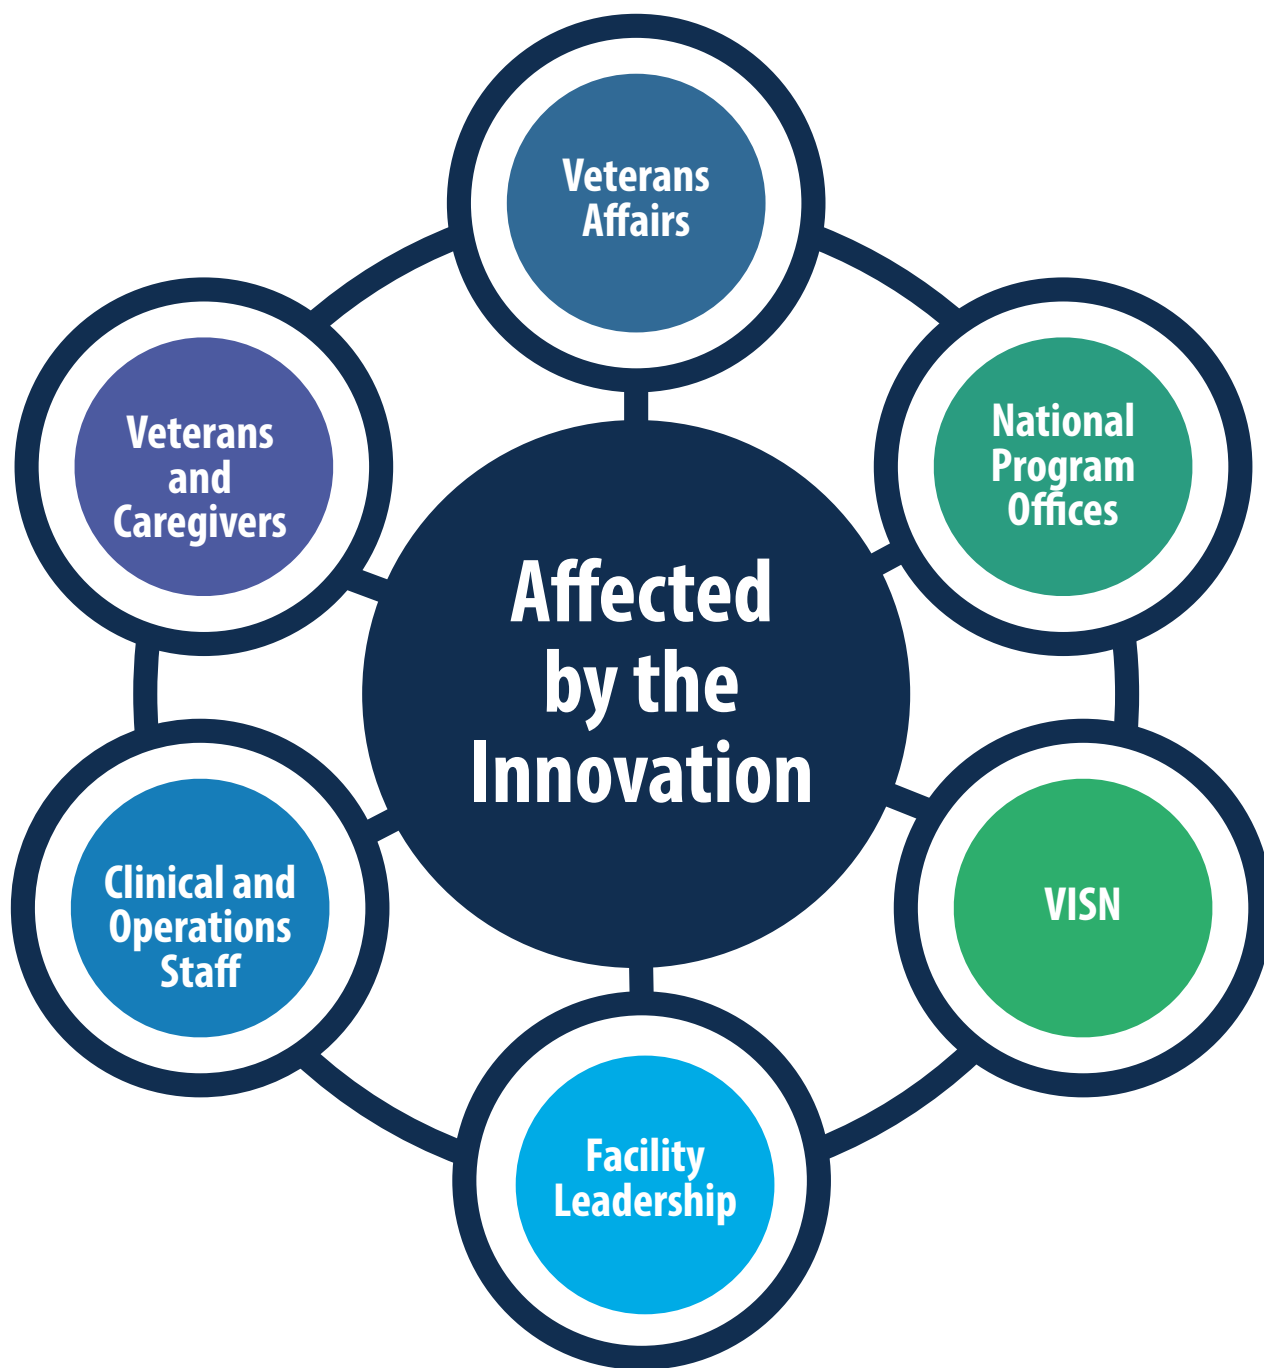 Veterans
Affairs
National
Program
Offices
Veterans
and
Caregivers
Affected
by the
Innovation
Clinical and
Operations
Staff
VISN
Facility
Leadership